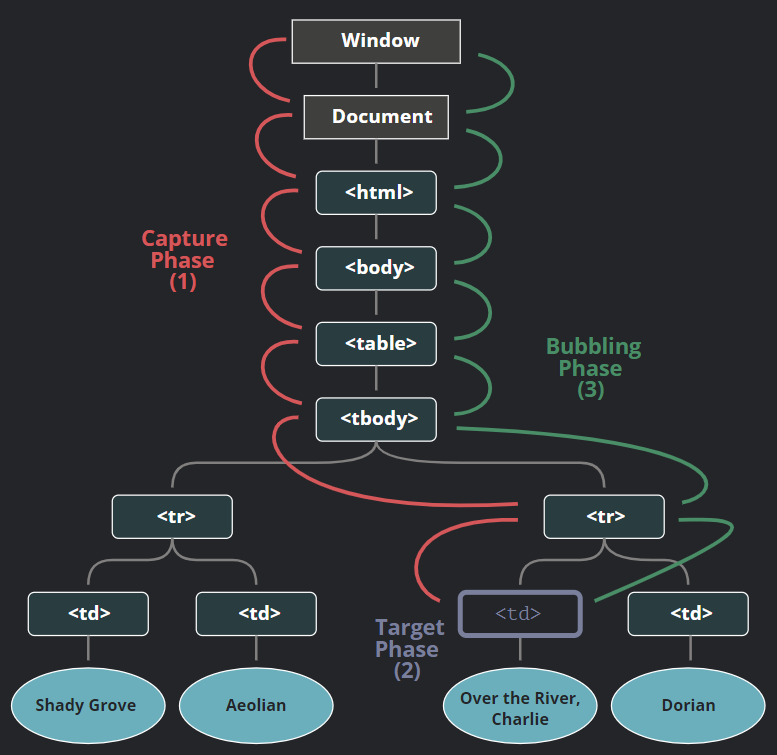 Window
Document
<html>
Capture
Phase
(1)
<body>
<table>
Bubbling
Phase
(3)
<tbody>
<tr>
<tr>
<td>
<td>
<td>
<td>
Target
Phase
(2)
Shady Grove
Aeolian
Over the River,
Charlie
Dorian